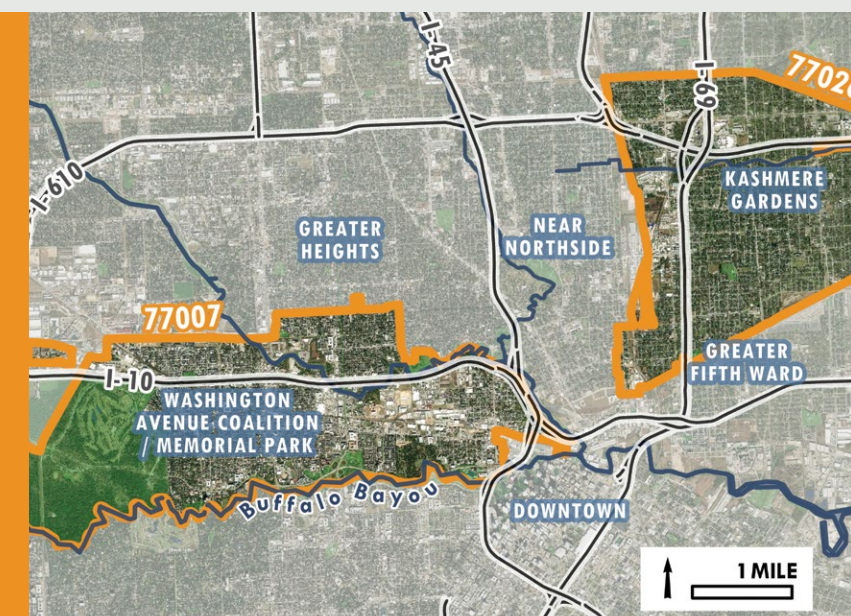 I-45
I-69
7702
I-610
KASHMERE
GARDENS
GREATER
HEIGHTS
NEAR
NORTHSIDE
77007
GREATER
FIFTH WARD
I-10
WASHINGTON
AVENUE COALITION
/ MEMORIAL PARK
Buffalo Bayou
DOWNTOWN
1 MILE